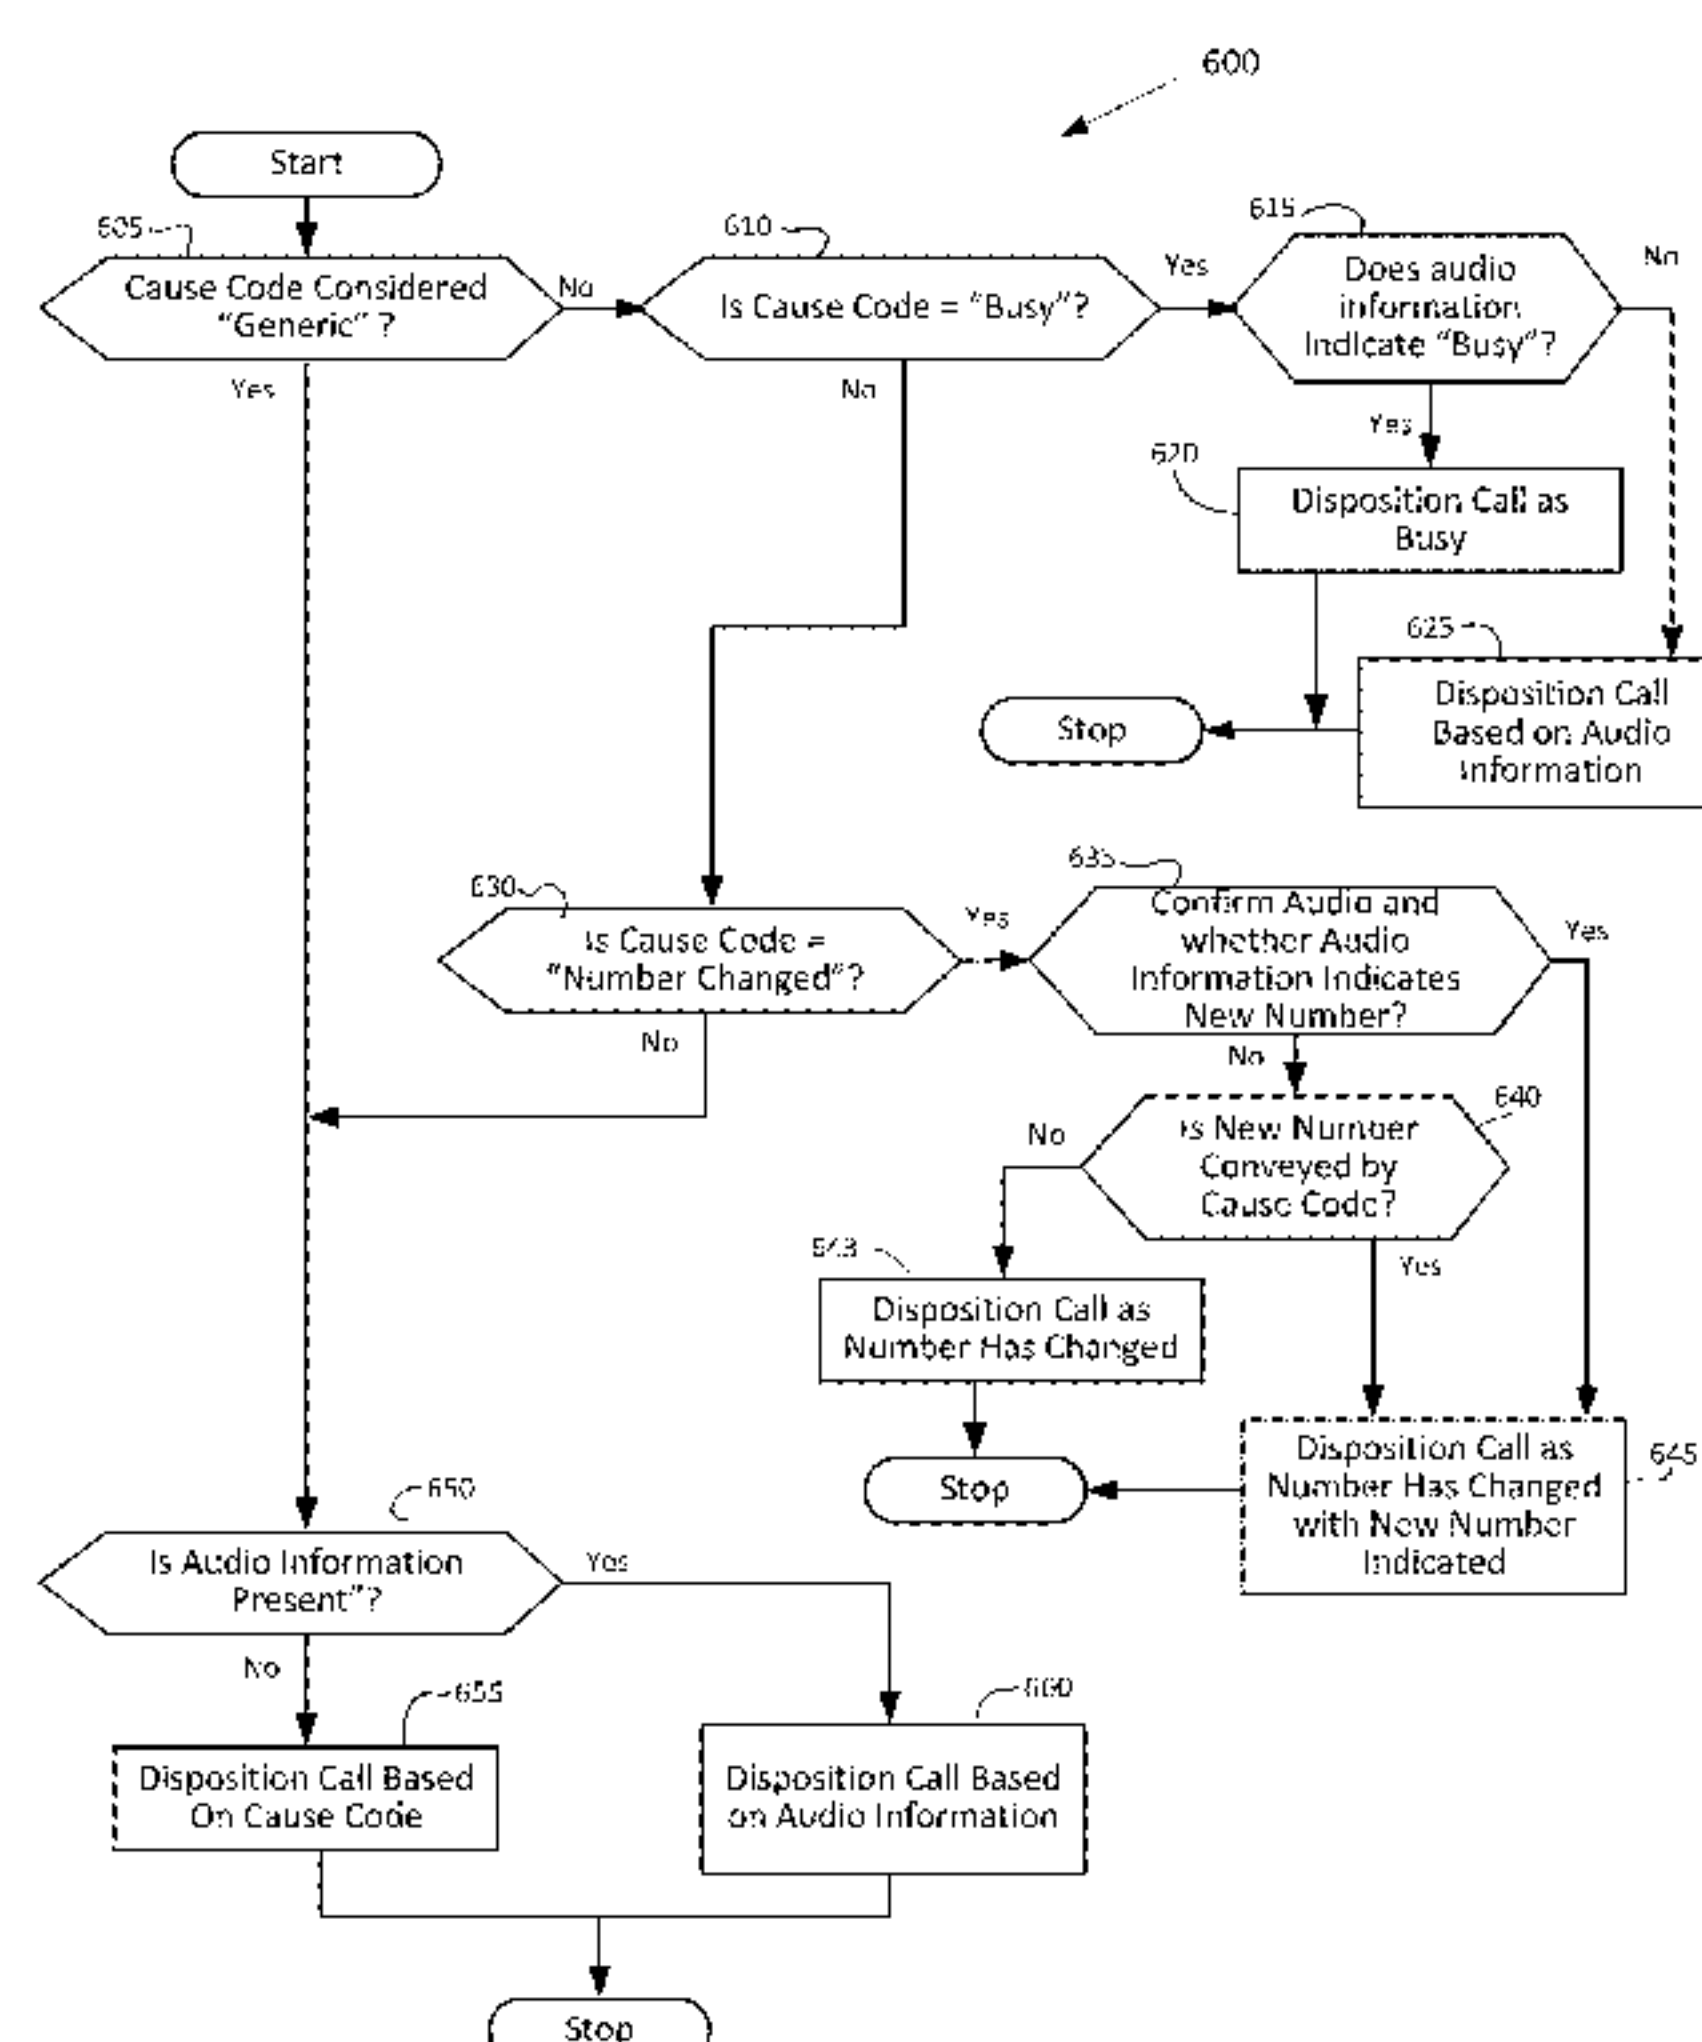 600
Start
605
Cause Code Considered
“Generic” ?
No
Yes
610
Is Cause Code = “Busy”?
Yes
No
615
Does audio
information
Indicate “Busy”?
No
Yes
620
Disposition Call as
Busy
625
Disposition Call
Based on Audio
Information
Stop
630
Is Cause Code =
“Number Changed”?
Yes
No
635
Confirm Audio and
whether Audio
Information Indicates
New Number?
Yes
No
640
Is New Number
Conveyed by
Cause Code?
No
Yes
643
Disposition Call as
Number Has Changed
Stop
645
Disposition Call as
Number Has Changed
with New Number
Indicated
650
Is Audio Information
Present”?
Yes
No
655
Disposition Call Based
On Cause Code
660
Disposition Call Based
on Audio Information
Stop